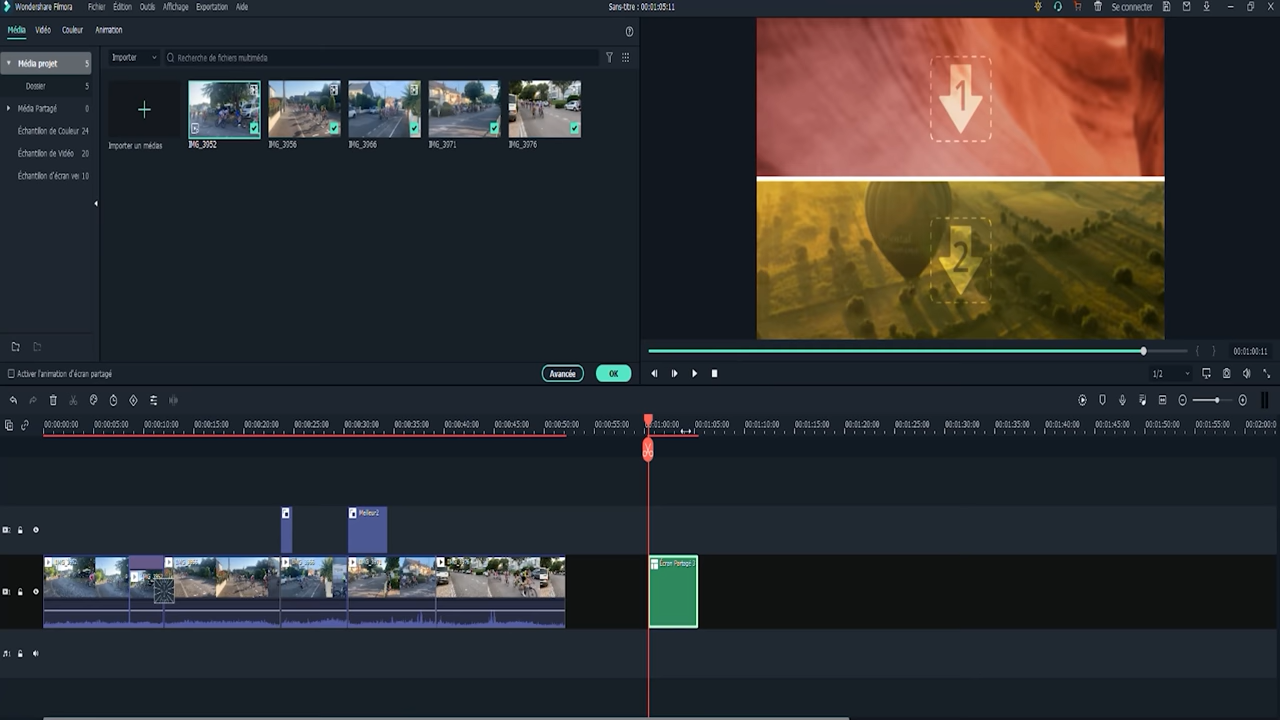 Wondershare Filmora Fichier Édition Outils Affichage Exportation Aide Sans-titre : 00:01:05:11 Se connecter
Média Vidéo Couleur Animation
Média projet 5
Dossier 5
Média Partagé 0
Échantillon de Couleur 24
Échantillon de Vidéo 20
Échantillon d'écran ver 10
Importer Recherche de fichiers multimédia
Importer un médias IMG_3952 IMG_3956 IMG_3966 IMG_3971 IMG_3976
1
2
00:01:00:11
Activer l'animation d'écran partagé Avancée OK 1/2
00:00:00:00 00:00:05:00 00:00:10:00 00:00:15:00 00:00:20:00 00:00:25:00 00:00:30:00 00:00:35:00 00:00:40:00 00:00:45:00 00:00:50:00 00:00:55:00 00:01:00:00 00:01:05:00 00:01:10:00 00:01:15:00 00:01:20:00 00:01:25:00 00:01:30:00 00:01:35:00 00:01:40:00 00:01:45:00 00:01:50:00 00:01:55:00 00:02:00:0
Meilleur2
Écran Partagé 3